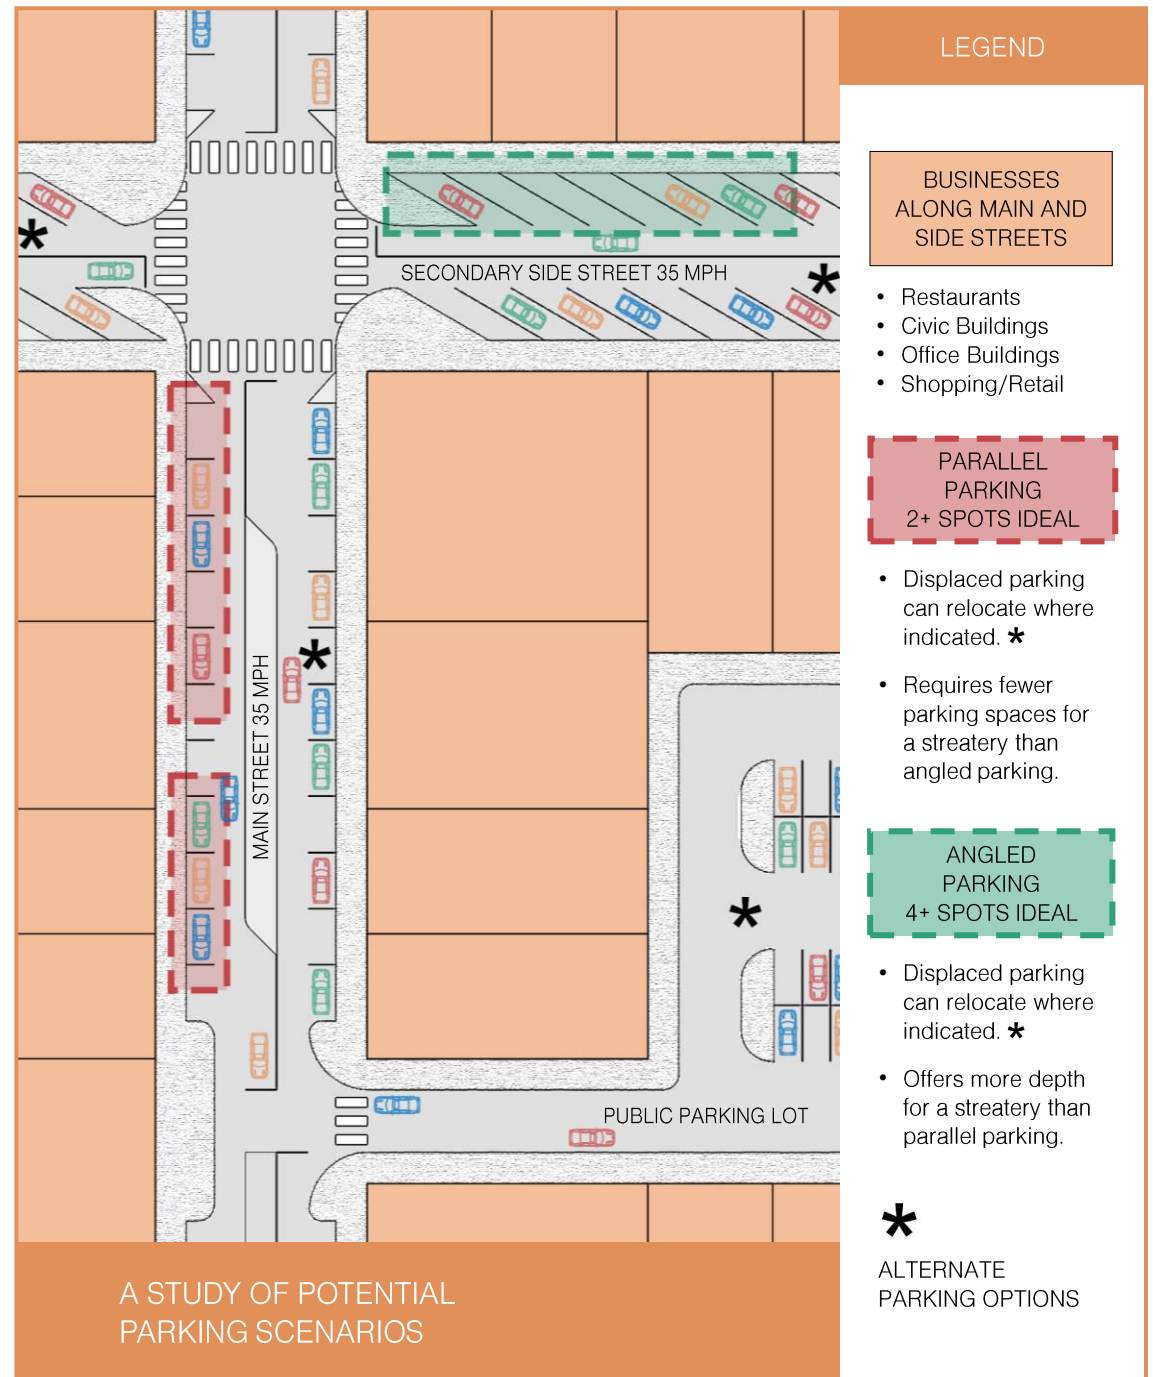 LEGEND
BUSINESSES
ALONG MAIN AND
SIDE STREETS
• Restaurants
• Civic Buildings
• Office Buildings
• Shopping/Retail
PARALLEL
PARKING
2+ SPOTS IDEAL
• Displaced parking
can relocate where
indicated. *
• Requires fewer
parking spaces for
a streatery than
angled parking.
ANGLED
PARKING
4+ SPOTS IDEAL
• Displaced parking
can relocate where
indicated. *
• Offers more depth
for a streatery than
parallel parking.
*
ALTERNATE
PARKING OPTIONS
*
SECONDARY SIDE STREET 35 MPH
*
MAIN STREET 35 MPH
*
*
PUBLIC PARKING LOT
A STUDY OF POTENTIAL
PARKING SCENARIOS